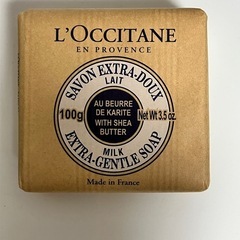 L'OCCITANE
EN PROVENCE
SAVON EXTRA-DOUX
LAIT
100g
AU BEURRE
DE KARITE
WITH SHEA
BUTTER
Net Wt 3.5 oz.
MILK
EXTRA-GENTLE SOAP
Made in France